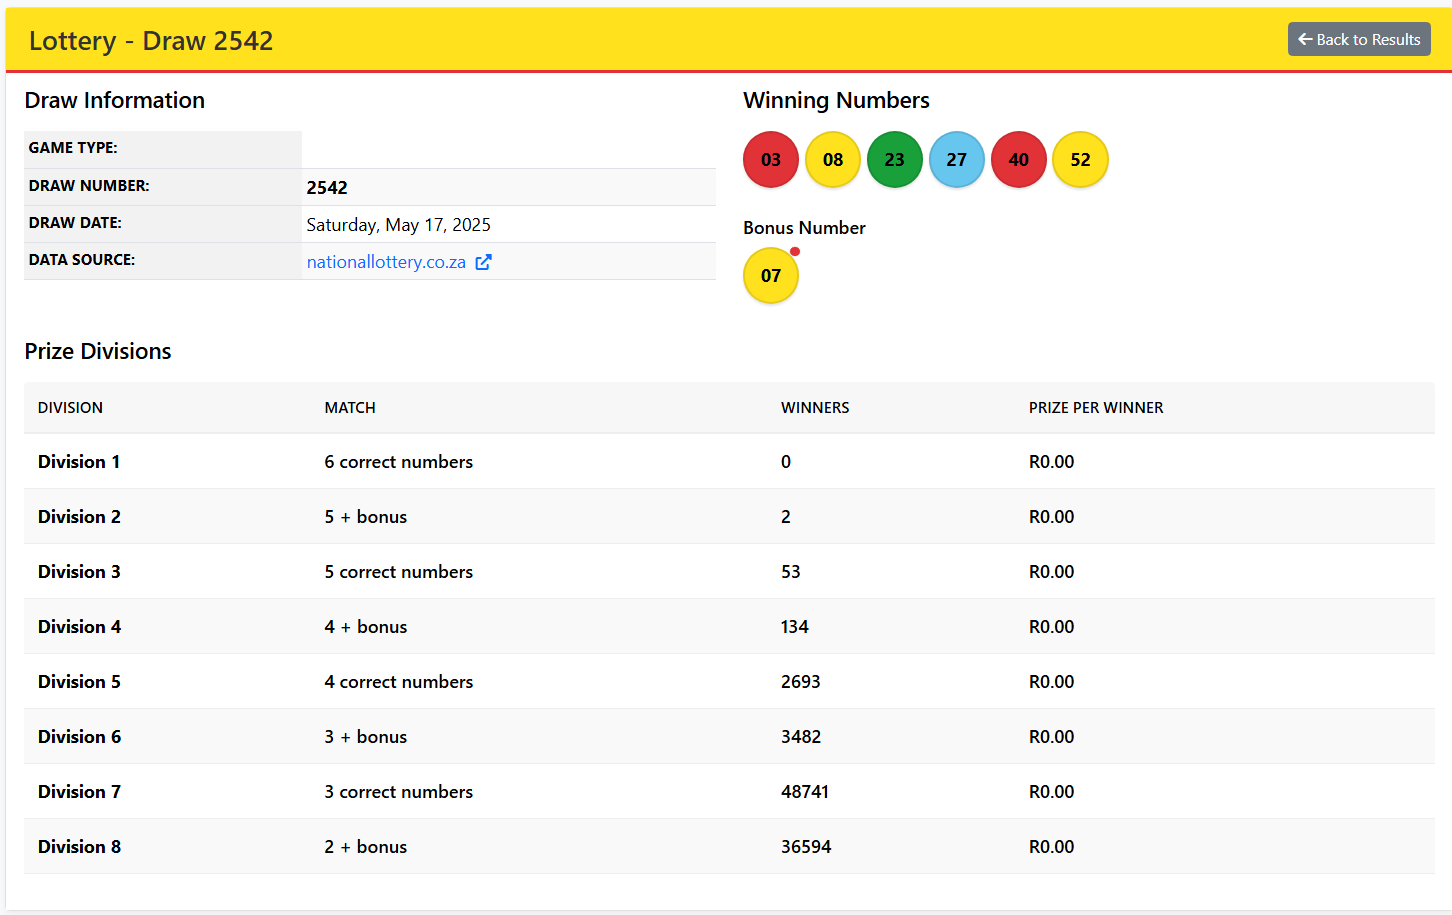 Lottery - Draw 2542
Back to Results
Draw Information
GAME TYPE:
DRAW NUMBER: 2542
DRAW DATE: Saturday, May 17, 2025
DATA SOURCE: nationallottery.co.za
Winning Numbers
03 08 23 27 40 52
Bonus Number
07
Prize Divisions
DIVISION MATCH WINNERS PRIZE PER WINNER
Division 1 6 correct numbers 0 R0.00
Division 2 5 + bonus 2 R0.00
Division 3 5 correct numbers 53 R0.00
Division 4 4 + bonus 134 R0.00
Division 5 4 correct numbers 2693 R0.00
Division 6 3 + bonus 3482 R0.00
Division 7 3 correct numbers 48741 R0.00
Division 8 2 + bonus 36594 R0.00